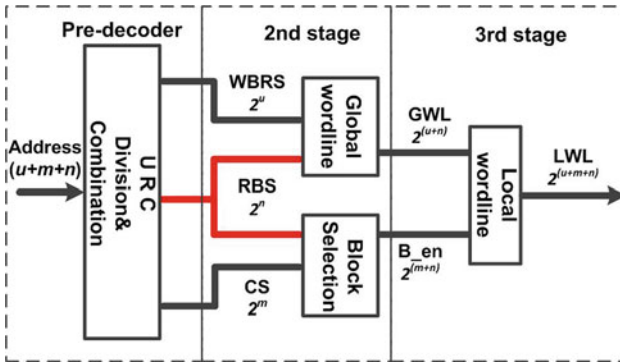 Pre-decoder
2nd stage
3rd stage
Address
(u+m+n)
U R C
Division&
Combination
WBRS
2^u
RBS
2^n
CS
2^m
Global
wordline
Block
Selection
GWL
2^(u+n)
B_en
2^(m+n)
Local
wordline
LWL
2^(u+m+n)